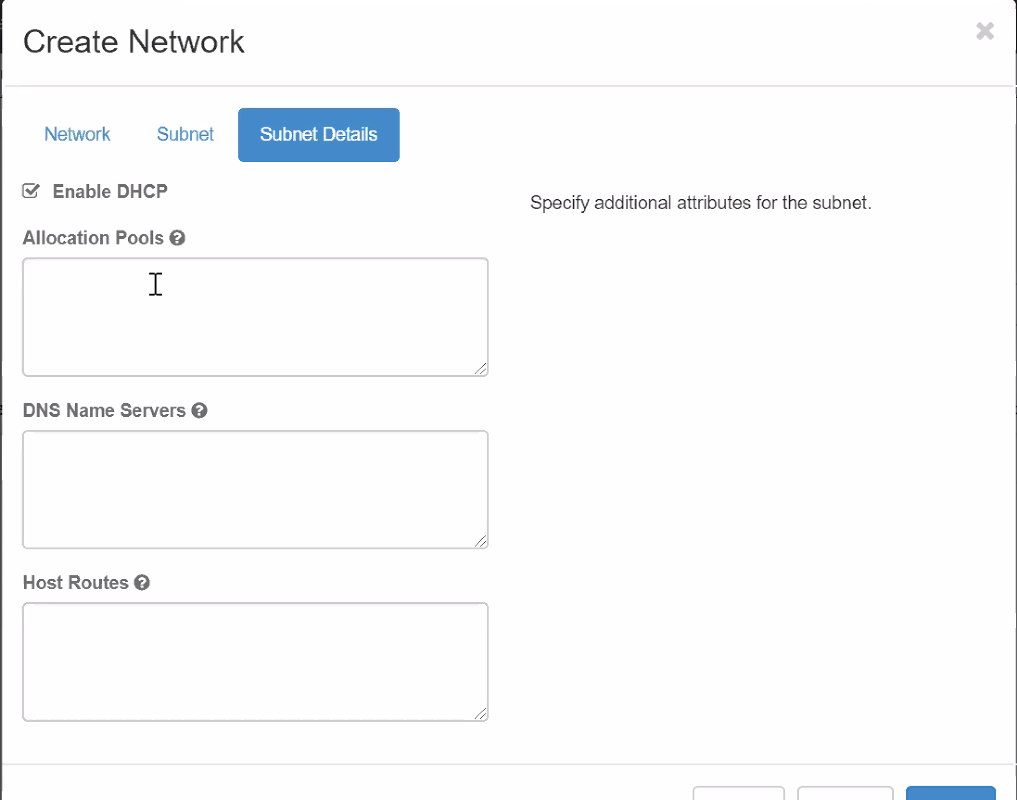 Create Network
Network
Subnet
Subnet Details
Enable DHCP
Specify additional attributes for the subnet.
Allocation Pools
DNS Name Servers
Host Routes